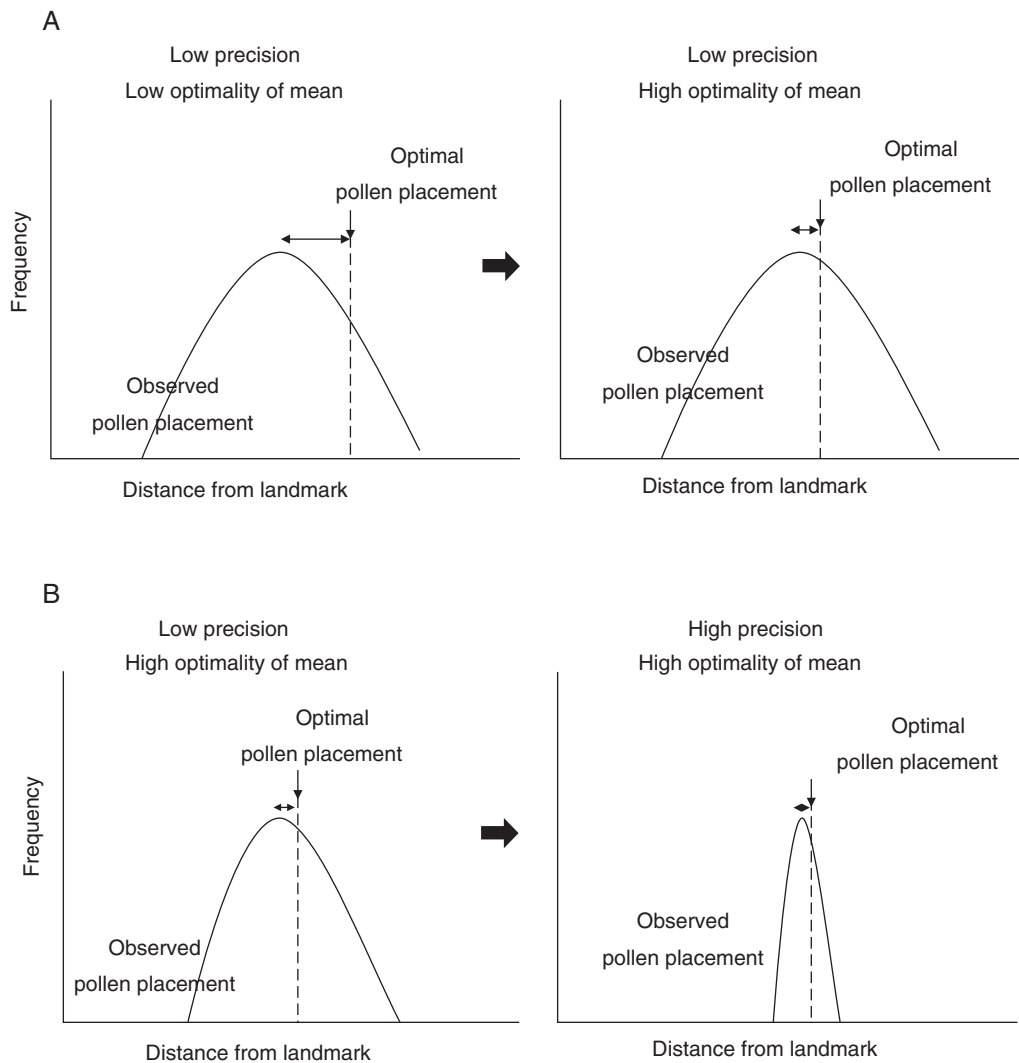 A
Low precision
Low optimality of mean
Optimal
pollen placement
Frequency
Observed
pollen placement
Distance from landmark
Low precision
High optimality of mean
Optimal
pollen placement
Observed
pollen placement
Distance from landmark
B
Low precision
High optimality of mean
Optimal
pollen placement
Frequency
Observed
pollen placement
Distance from landmark
High precision
High optimality of mean
Optimal
pollen placement
Observed
pollen placement
Distance from landmark